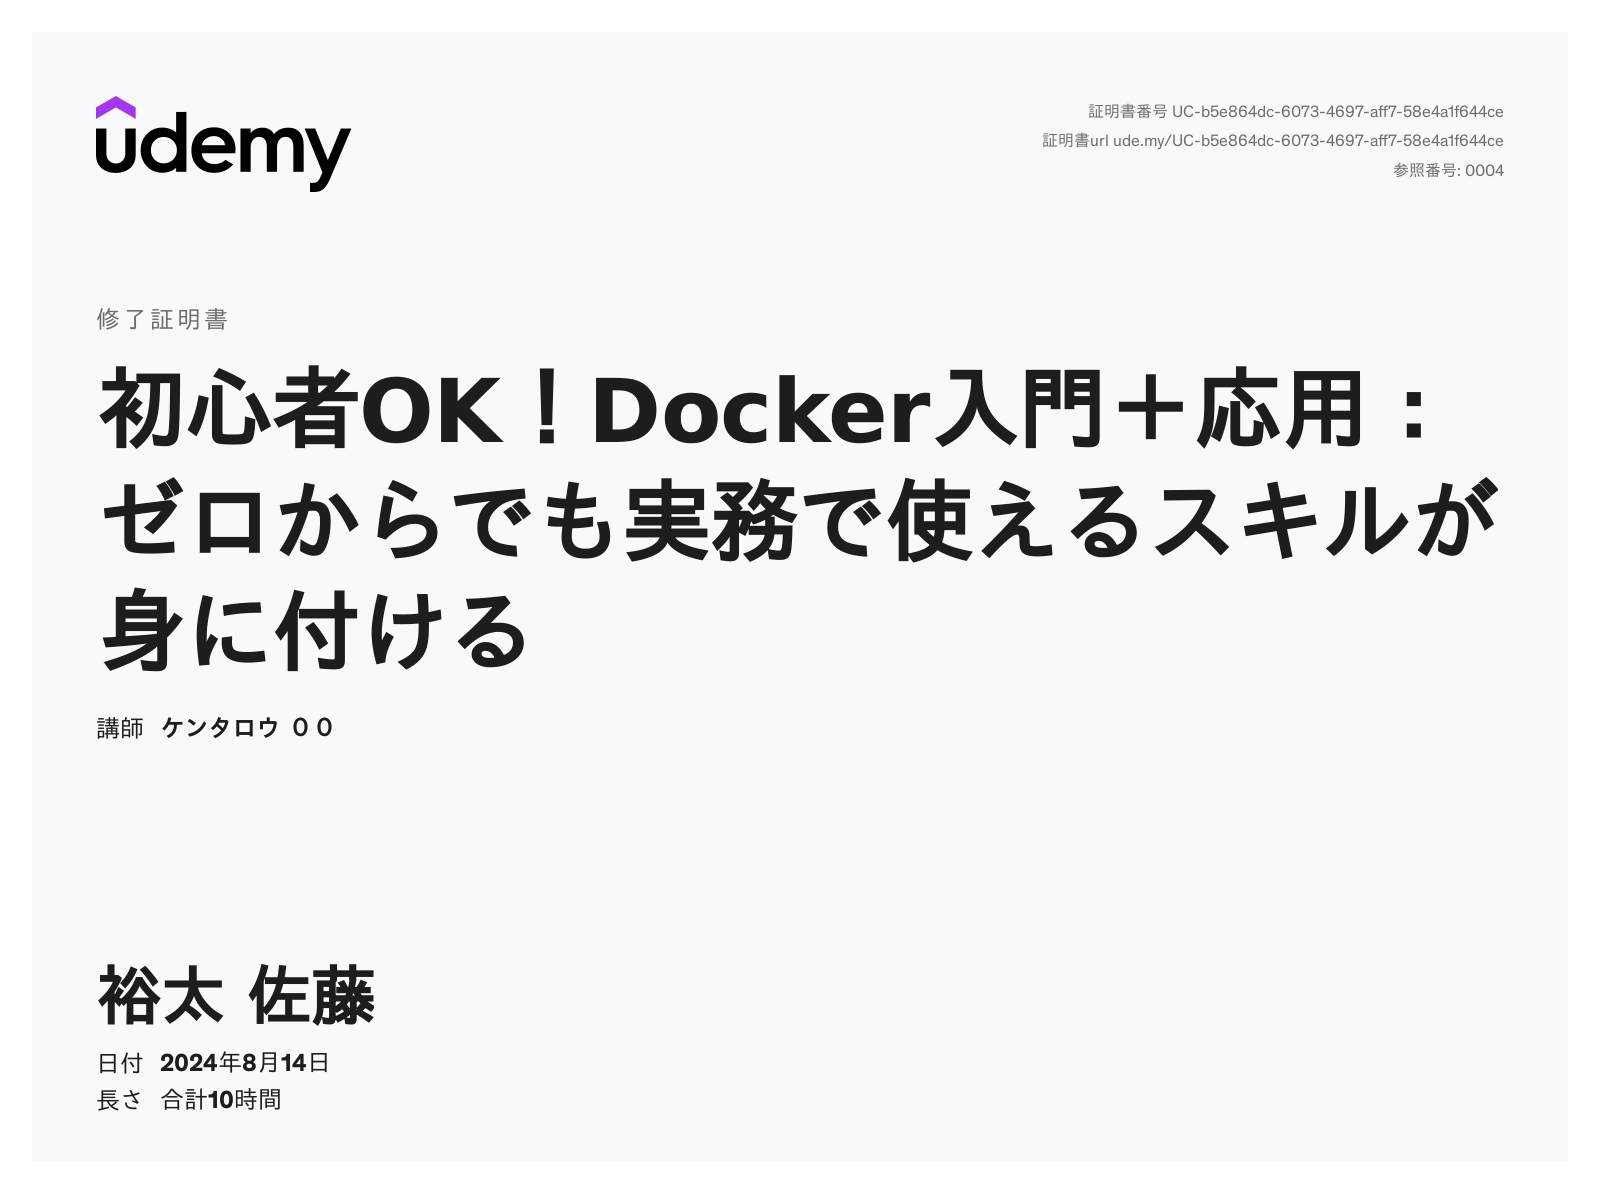 udemy
証明書番号 UC-b5e864dc-6073-4697-aff7-58e4a1f644ce
証明書url ude.my/UC-b5e864dc-6073-4697-aff7-58e4a1f644ce
参照番号: 0004
修了証明書
初心者OK！Docker入門＋応用：
ゼロからでも実務で使えるスキルが
身に付ける
講師 ケンタロウ ００
裕太 佐藤
日付 2024年8月14日
長さ 合計10時間